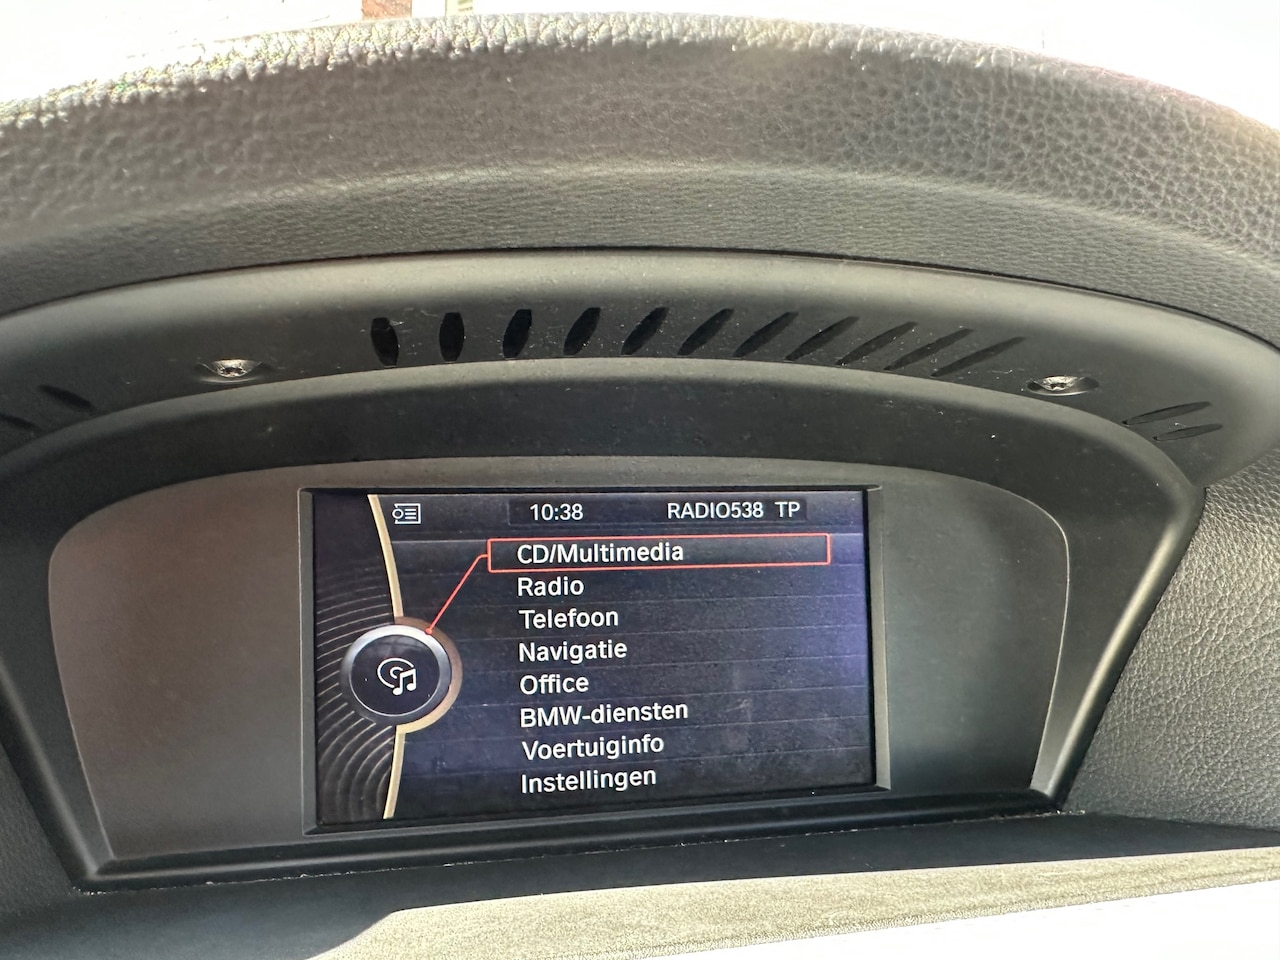 10:38 RADIO538 TP
CD/Multimedia
Radio
Telefoon
Navigatie
Office
BMW-diensten
Voertuiginfo
Instellingen